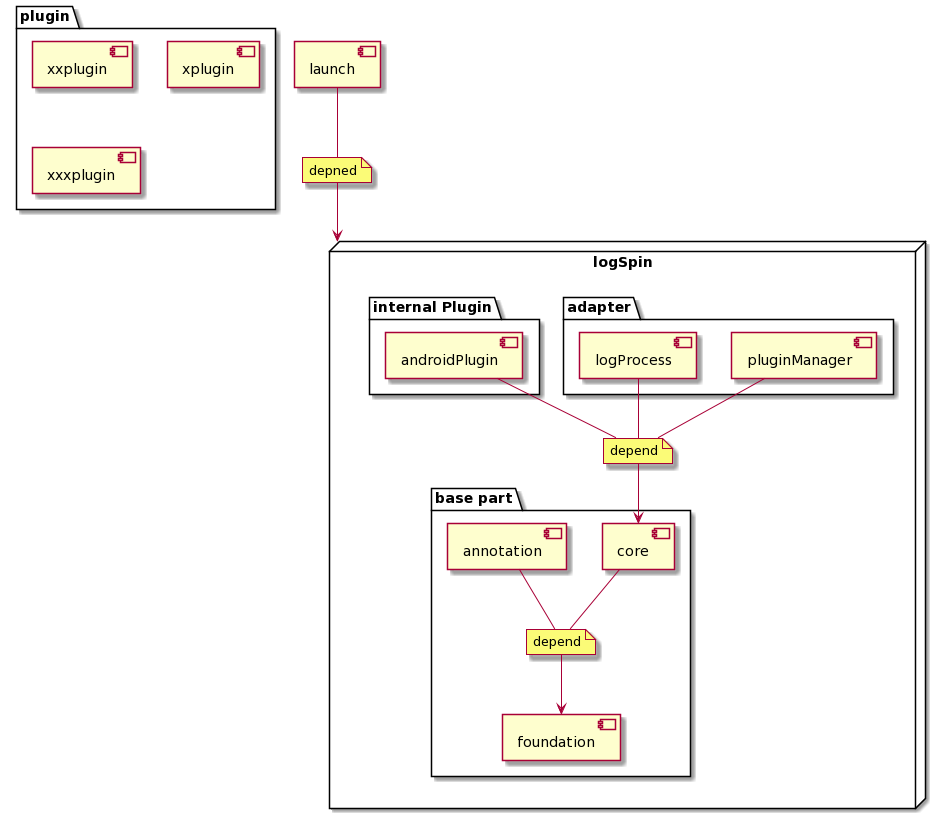 plugin
xxplugin
xplugin
launch
xxxplugin
depned
logSpin
internal Plugin
adapter
androidPlugin
logProcess
pluginManager
depend
base part
annotation
core
depend
foundation